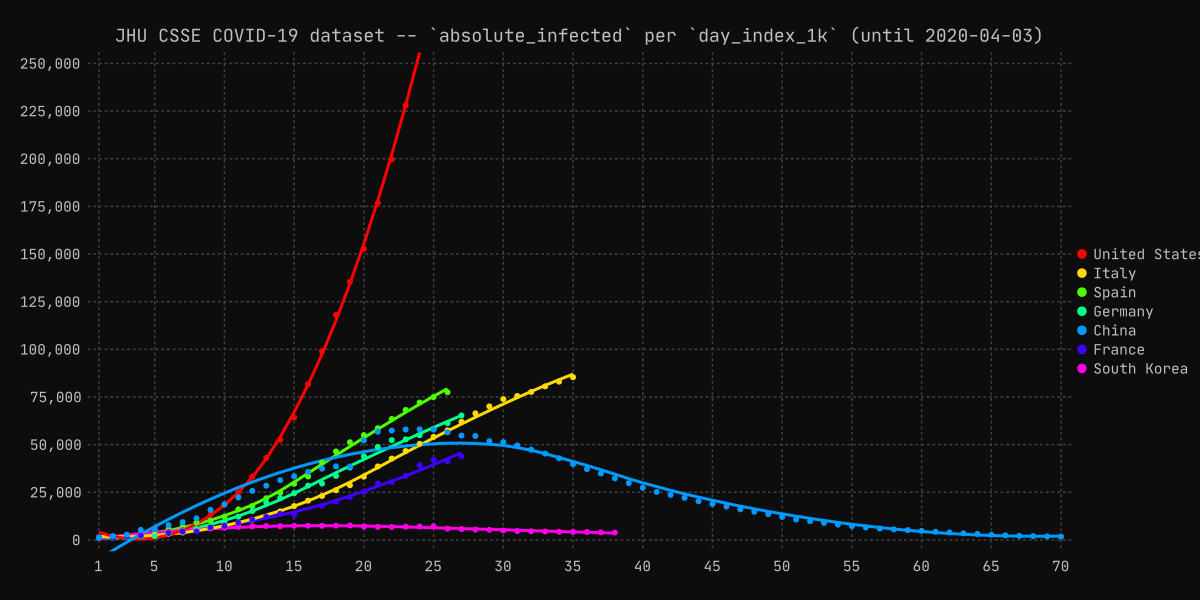 JHU CSSE COVID-19 dataset -- `absolute_infected` per `day_index_1k` (until 2020-04-03)
250,000
225,000
200,000
175,000
150,000
125,000
100,000
75,000
50,000
25,000
0
1 5 10 15 20 25 30 35 40 45 50 55 60 65 70
United States
Italy
Spain
Germany
China
France
South Korea